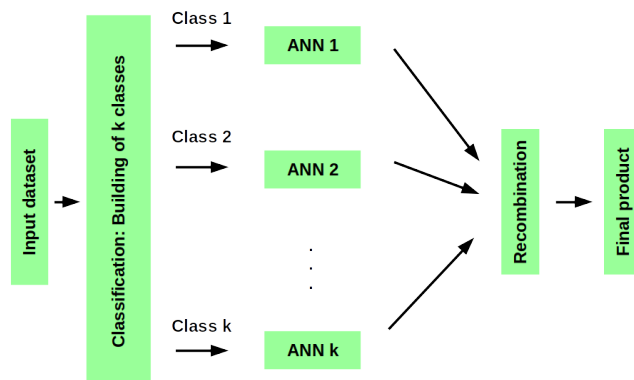 Input dataset
Classification: Building of k classes
Class 1
ANN 1
Class 2
ANN 2
.
.
.
Class k
ANN k
Recombination
Final product